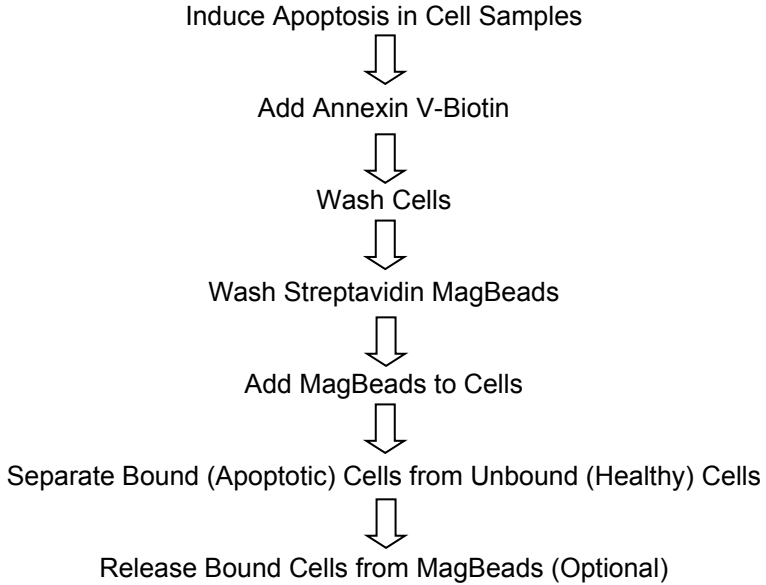 Induce Apoptosis in Cell Samples
Add Annexin V-Biotin
Wash Cells
Wash Streptavidin MagBeads
Add MagBeads to Cells
Separate Bound (Apoptotic) Cells from Unbound (Healthy) Cells
Release Bound Cells from MagBeads (Optional)